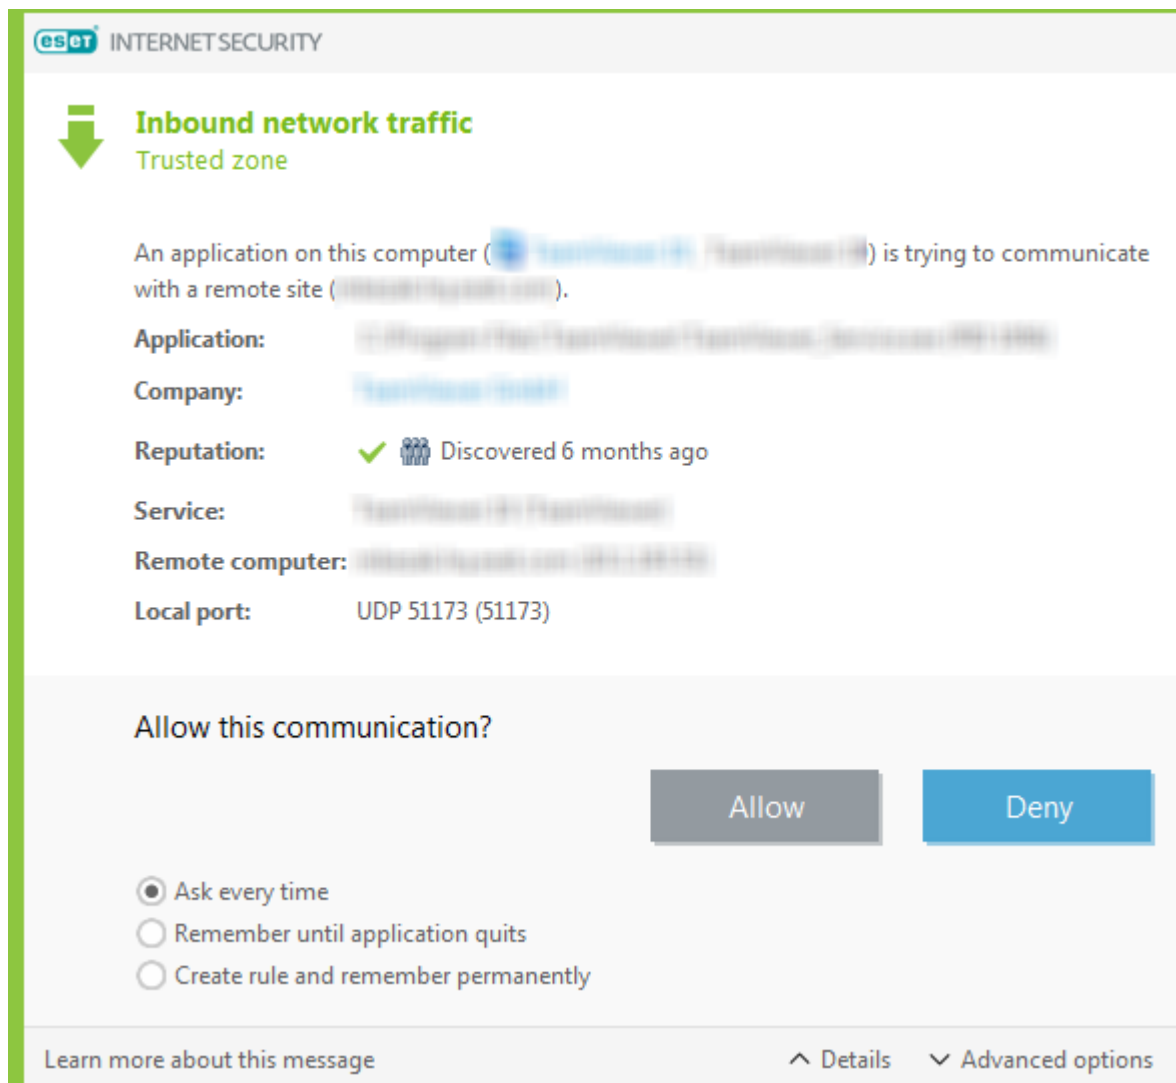 eset INTERNET SECURITY
Inbound network traffic
Trusted zone
An application on this computer ( ) is trying to communicate
with a remote site ( ).
Application:
Company:
Reputation: Discovered 6 months ago
Service:
Remote computer:
Local port: UDP 51173 (51173)
Allow this communication?
Allow Deny
Ask every time
Remember until application quits
Create rule and remember permanently
Learn more about this message Details Advanced options